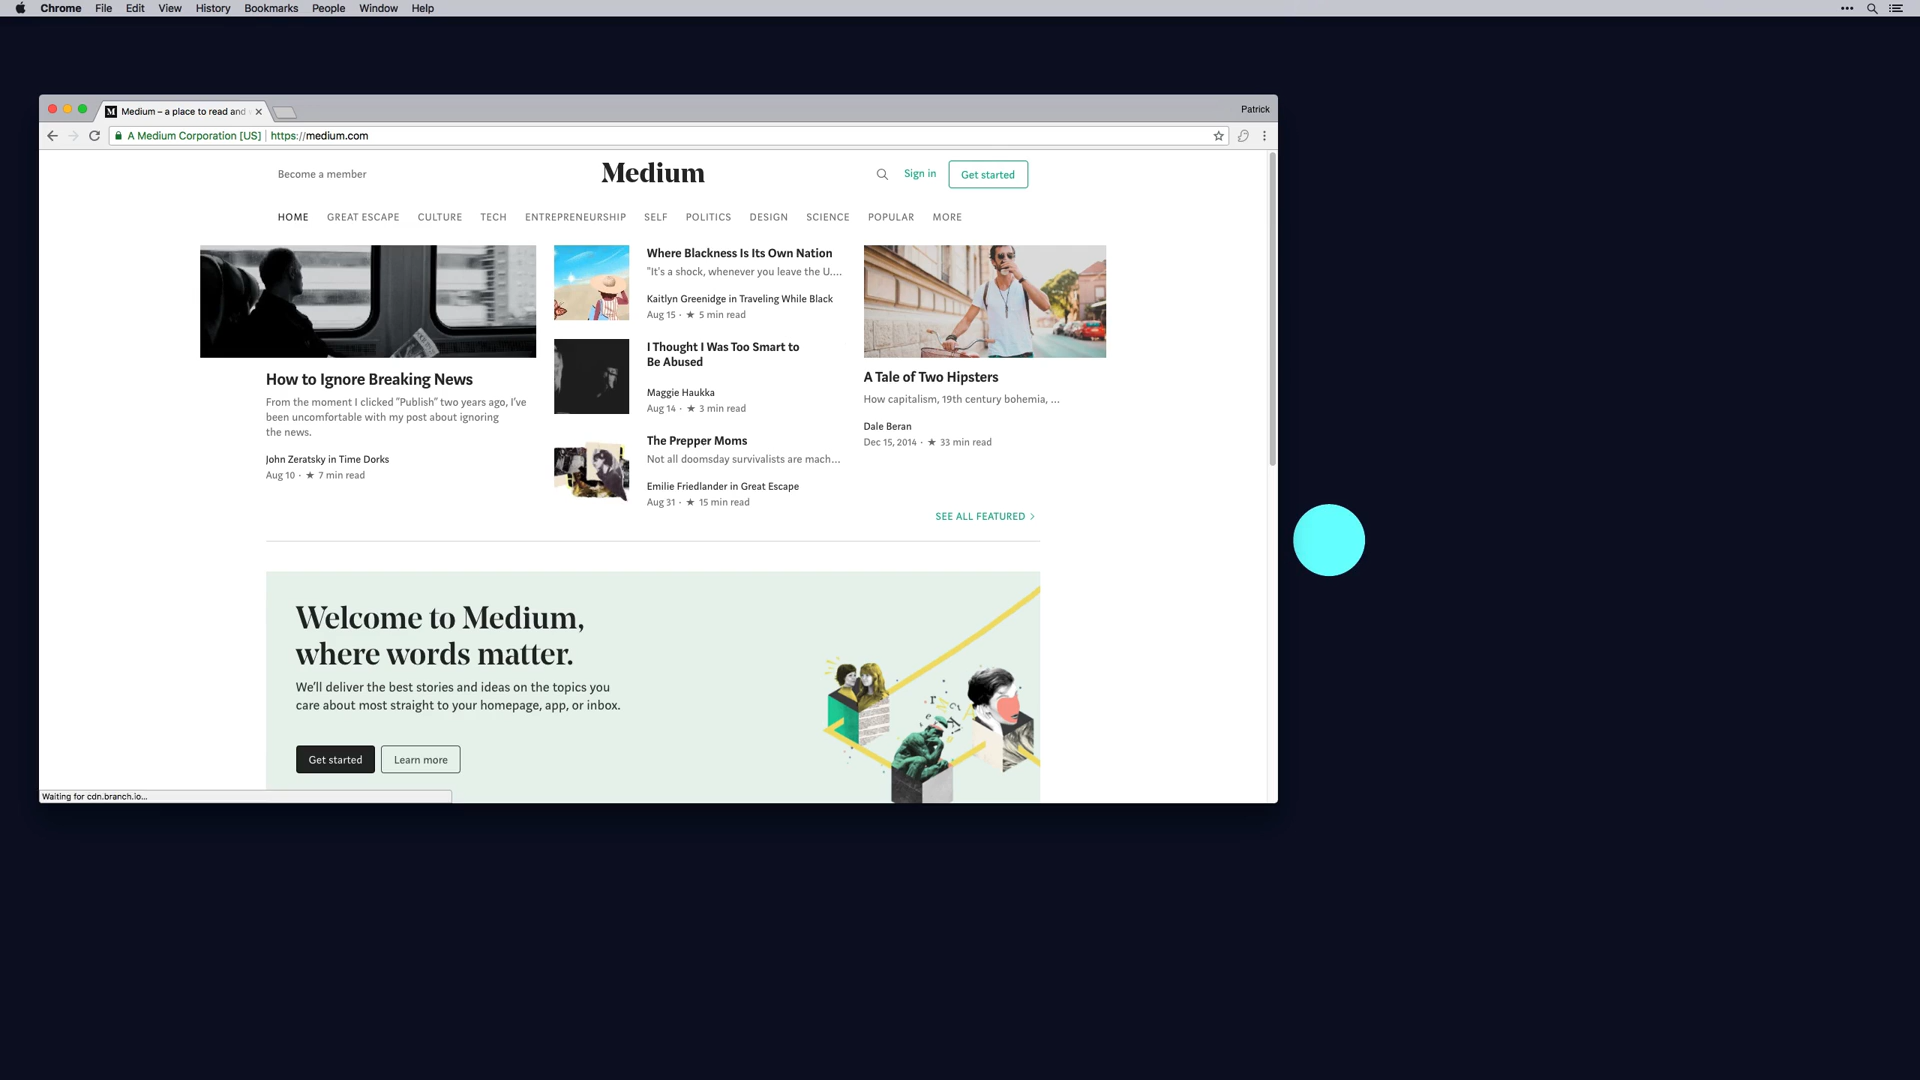 Chrome File Edit View History Bookmarks People Window Help
Medium – a place to read and
Patrick
A Medium Corporation [US] | https://medium.com
Become a member
Medium
Sign in
Get started
HOME GREAT ESCAPE CULTURE TECH ENTREPRENEURSHIP SELF POLITICS DESIGN SCIENCE POPULAR MORE
How to Ignore Breaking News
From the moment I clicked “Publish” two years ago, I’ve
been uncomfortable with my post about ignoring
the news.
John Zeratsky in Time Dorks
Aug 10 · ★ 7 min read
Where Blackness Is Its Own Nation
"It's a shock, whenever you leave the U....
Kaitlyn Greenidge in Traveling While Black
Aug 15 · ★ 5 min read
I Thought I Was Too Smart to
Be Abused
Maggie Haukka
Aug 14 · ★ 3 min read
The Prepper Moms
Not all doomsday survivalists are mach...
Emilie Friedlander in Great Escape
Aug 31 · ★ 15 min read
A Tale of Two Hipsters
How capitalism, 19th century bohemia, ...
Dale Beran
Dec 15, 2014 · ★ 33 min read
SEE ALL FEATURED >
Welcome to Medium,
where words matter.
We’ll deliver the best stories and ideas on the topics you
care about most straight to your homepage, app, or inbox.
Get started
Learn more
Waiting for cdn.branch.io...